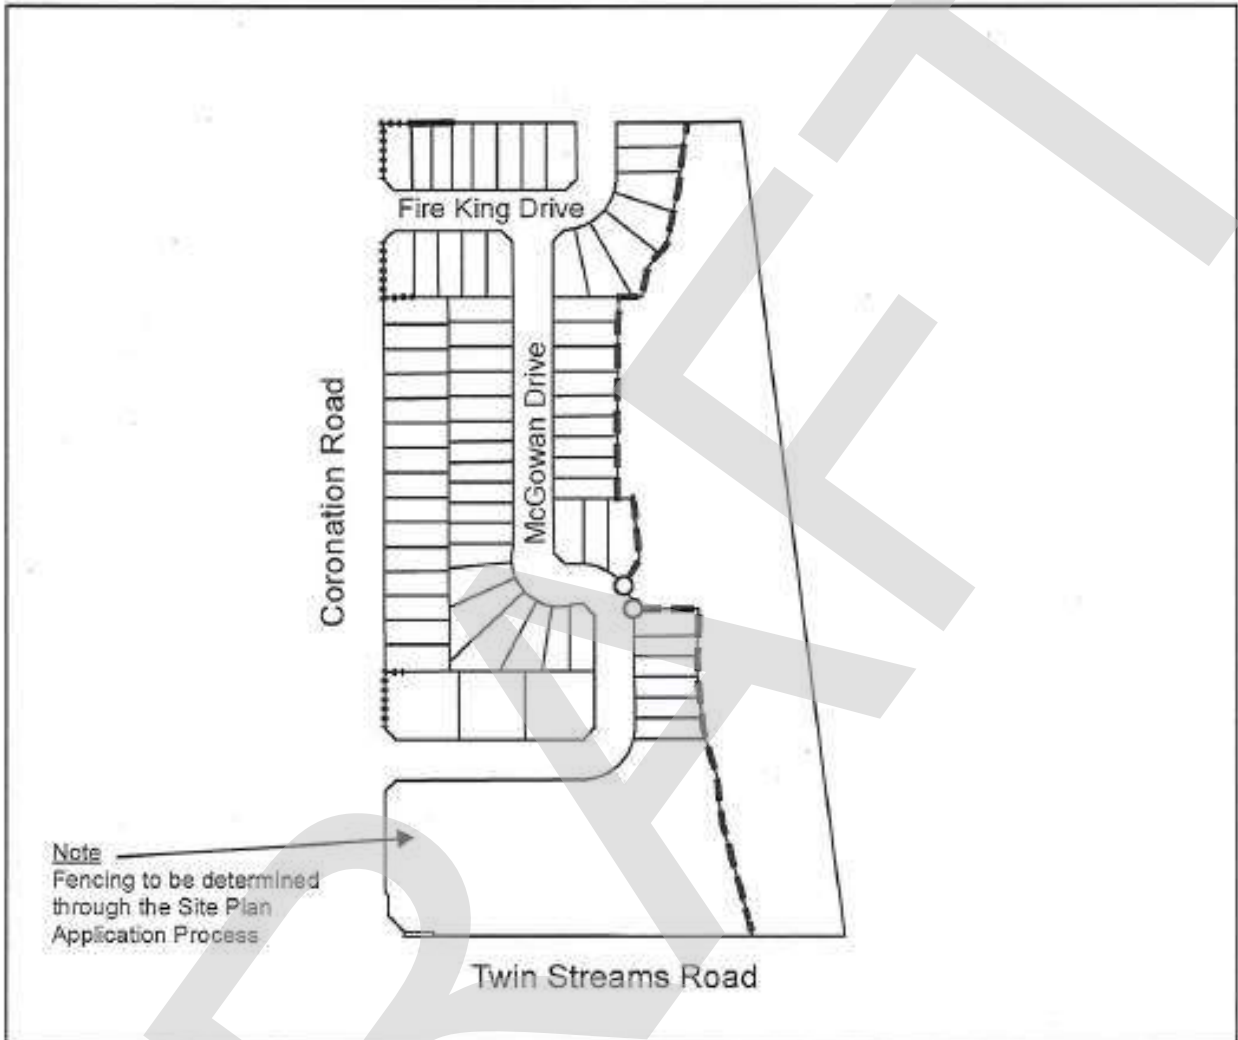 Fire King Drive
McGowan Drive
Coronation Road
Note
Fencing to be determined
through the Site Plan
Application Process
Twin Streams Road
DRAFT